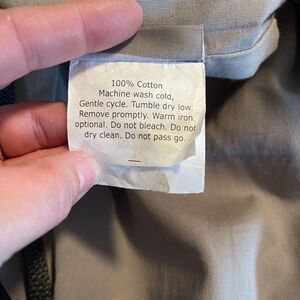 100% Cotton
Machine wash cold,
Gentle cycle. Tumble dry low.
Remove promptly. Warm iron
optional. Do not bleach. Do not
dry clean. Do not pass go.